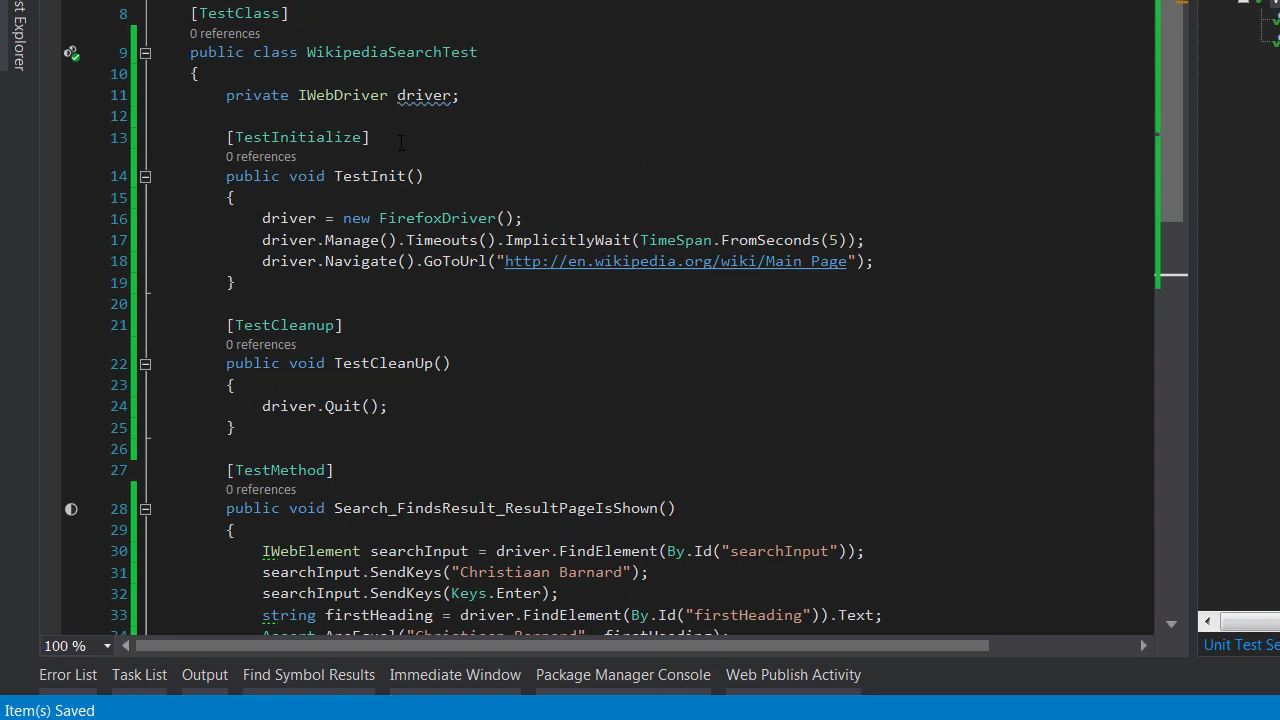 st Explorer
8 [TestClass]
0 references
9 public class WikipediaSearchTest
10 {
11 private IWebDriver driver;
12
13 [TestInitialize]
0 references
14 public void TestInit()
15 {
16 driver = new FirefoxDriver();
17 driver.Manage().Timeouts().ImplicitlyWait(TimeSpan.FromSeconds(5));
18 driver.Navigate().GoToUrl("http://en.wikipedia.org/wiki/Main_Page");
19 }
20
21 [TestCleanup]
0 references
22 public void TestCleanUp()
23 {
24 driver.Quit();
25 }
26
27 [TestMethod]
0 references
28 public void Search_FindsResult_ResultPageIsShown()
29 {
30 IWebElement searchInput = driver.FindElement(By.Id("searchInput"));
31 searchInput.SendKeys("Christiaan Barnard");
32 searchInput.SendKeys(Keys.Enter);
33 string firstHeading = driver.FindElement(By.Id("firstHeading")).Text;
34 Assert.AreEqual("Christiaan Barnard", firstHeading);
100 %
Unit Test Se
Error List Task List Output Find Symbol Results Immediate Window Package Manager Console Web Publish Activity
Item(s) Saved